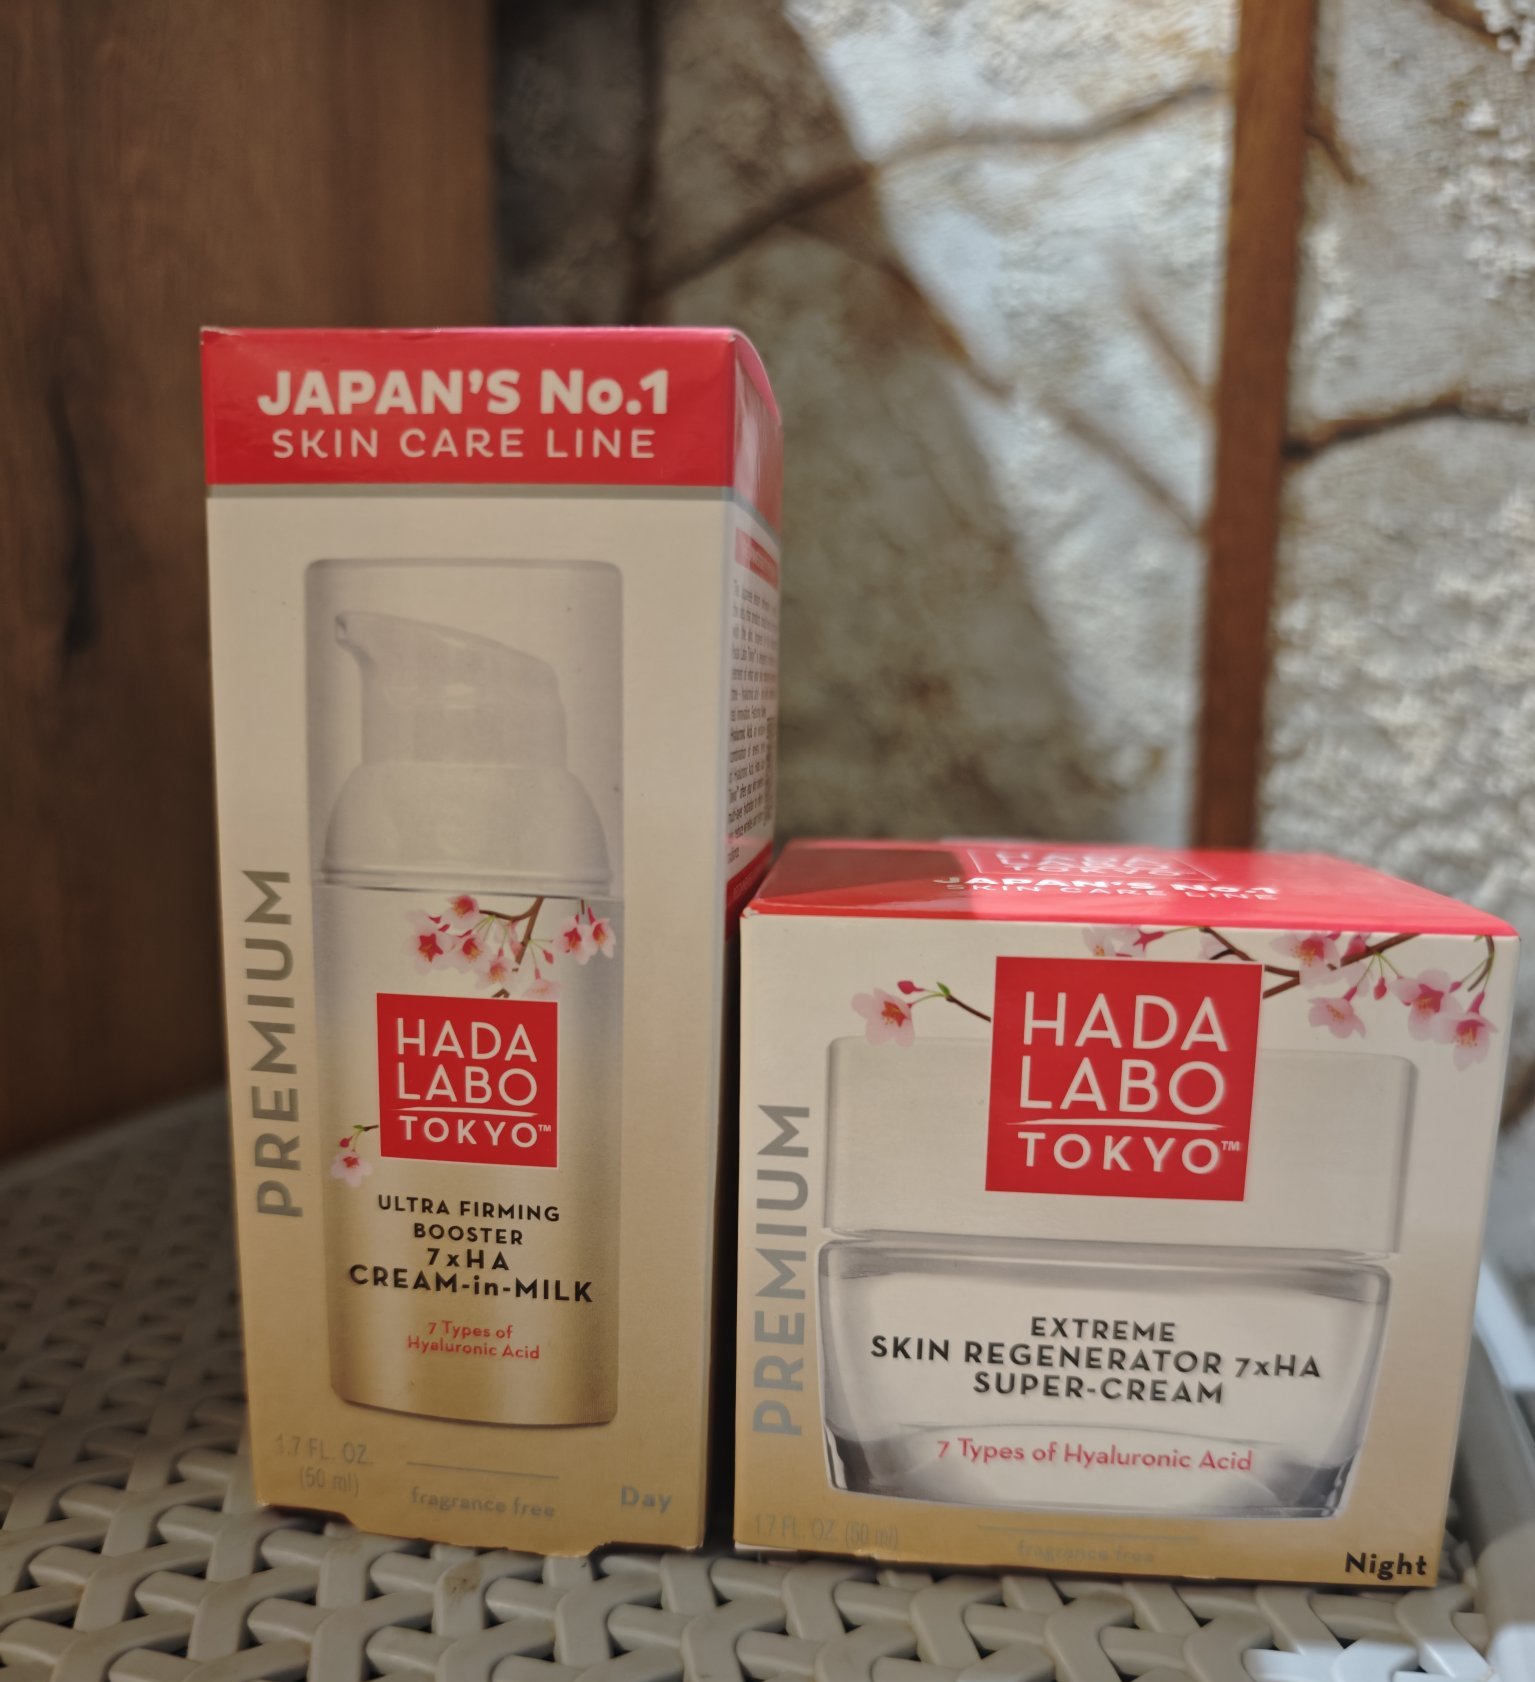 JAPAN'S No.1
SKIN CARE LINE
PREMIUM
HADA
LABO
TOKYO™
ULTRA FIRMING
BOOSTER
7xHA
CREAM-in-MILK
7 Types of
Hyaluronic Acid
1.7 FL. OZ.
(50 ml)
fragrance free
Day
HADA
LABO
TOKYO
JAPAN'S No.1
SKIN CARE LINE
PREMIUM
HADA
LABO
TOKYO™
EXTREME
SKIN REGENERATOR 7xHA
SUPER-CREAM
7 Types of Hyaluronic Acid
1.7 FL. OZ. (50 ml)
fragrance free
Night